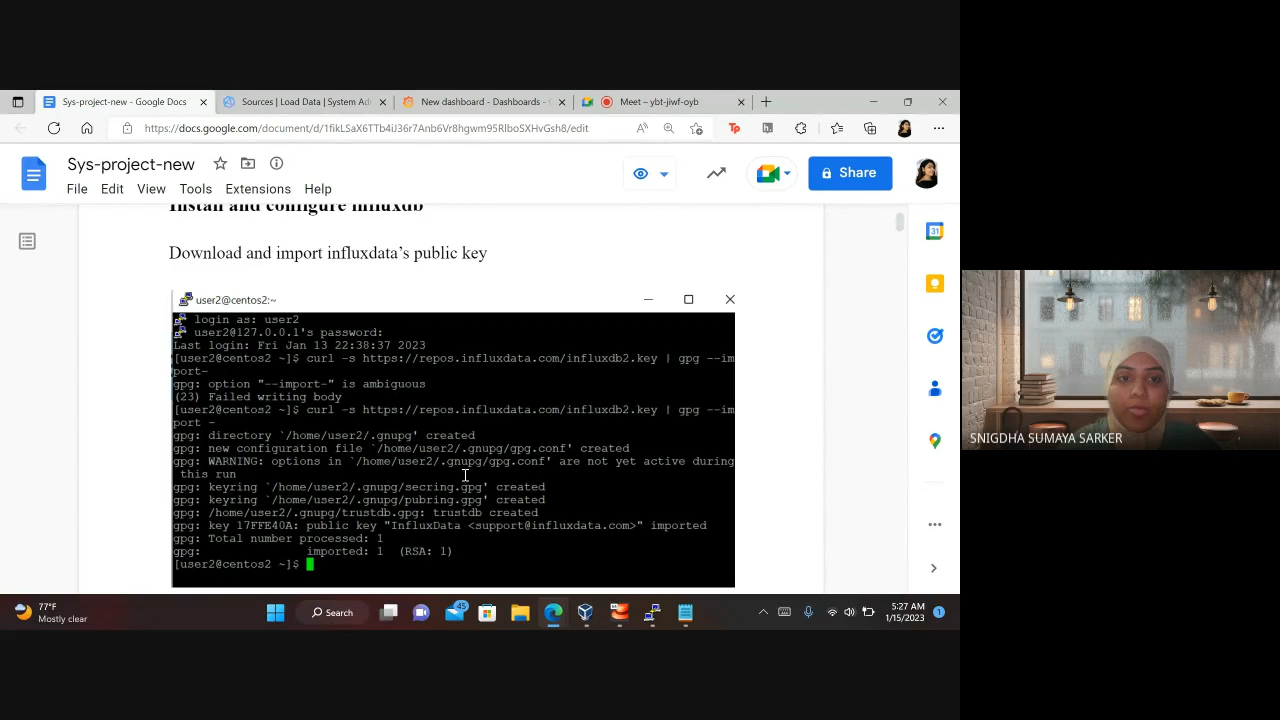 Sys-project-new - Google Docs
Sources | Load Data | System Ad
New dashboard - Dashboards -
Meet – ybt-jiwf-oyb
https://docs.google.com/document/d/1fikLSaX6TTb4iJ36r7Anb6Vr8hgwm95RIboSXHvGsh8/edit
Sys-project-new
Share
File Edit View Tools Extensions Help
Install and configure influxdb
Download and import influxdata’s public key
user2@centos2:~
login as: user2
user2@127.0.0.1's password:
Last login: Fri Jan 13 22:38:37 2023
[user2@centos2 ~]$ curl -s https://repos.influxdata.com/influxdb2.key | gpg --im
port-
gpg: option "--import-" is ambiguous
(23) Failed writing body
[user2@centos2 ~]$ curl -s https://repos.influxdata.com/influxdb2.key | gpg --im
port -
gpg: directory `/home/user2/.gnupg' created
gpg: new configuration file `/home/user2/.gnupg/gpg.conf' created
gpg: WARNING: options in `/home/user2/.gnupg/gpg.conf' are not yet active during
this run
gpg: keyring `/home/user2/.gnupg/secring.gpg' created
gpg: keyring `/home/user2/.gnupg/pubring.gpg' created
gpg: /home/user2/.gnupg/trustdb.gpg: trustdb created
gpg: key 17FFE40A: public key "InfluxData <support@influxdata.com>" imported
gpg: Total number processed: 1
gpg: imported: 1 (RSA: 1)
[user2@centos2 ~]$
31
SNIGDHA SUMAYA SARKER
77°F
Mostly clear
Search
45
5:27 AM
1/15/2023
1